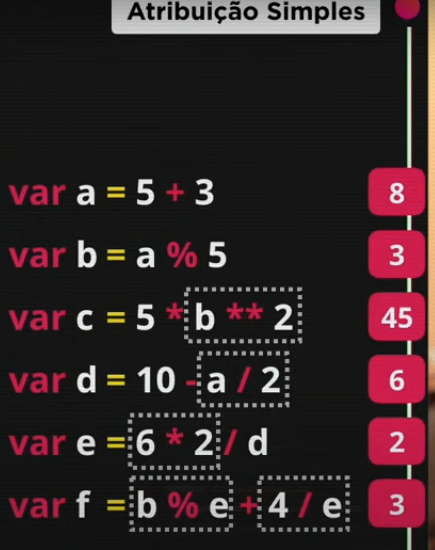 Atribuição Simples
var a = 5 + 3 8
var b = a % 5 3
var c = 5 * b ** 2 45
var d = 10 - a / 2 6
var e = 6 * 2 / d 2
var f = b % e + 4 / e 3